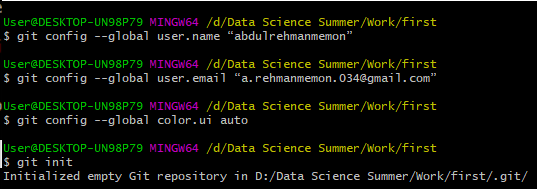 User@DESKTOP-UN98P79 MINGW64 /d/Data Science Summer/Work/first
$ git config --global user.name “abdulrehmanmemon”
User@DESKTOP-UN98P79 MINGW64 /d/Data Science Summer/Work/first
$ git config --global user.email “a.rehmanmemon.034@gmail.com”
User@DESKTOP-UN98P79 MINGW64 /d/Data Science Summer/Work/first
$ git config --global color.ui auto
User@DESKTOP-UN98P79 MINGW64 /d/Data Science Summer/Work/first
$ git init
Initialized empty Git repository in D:/Data Science Summer/Work/first/.git/